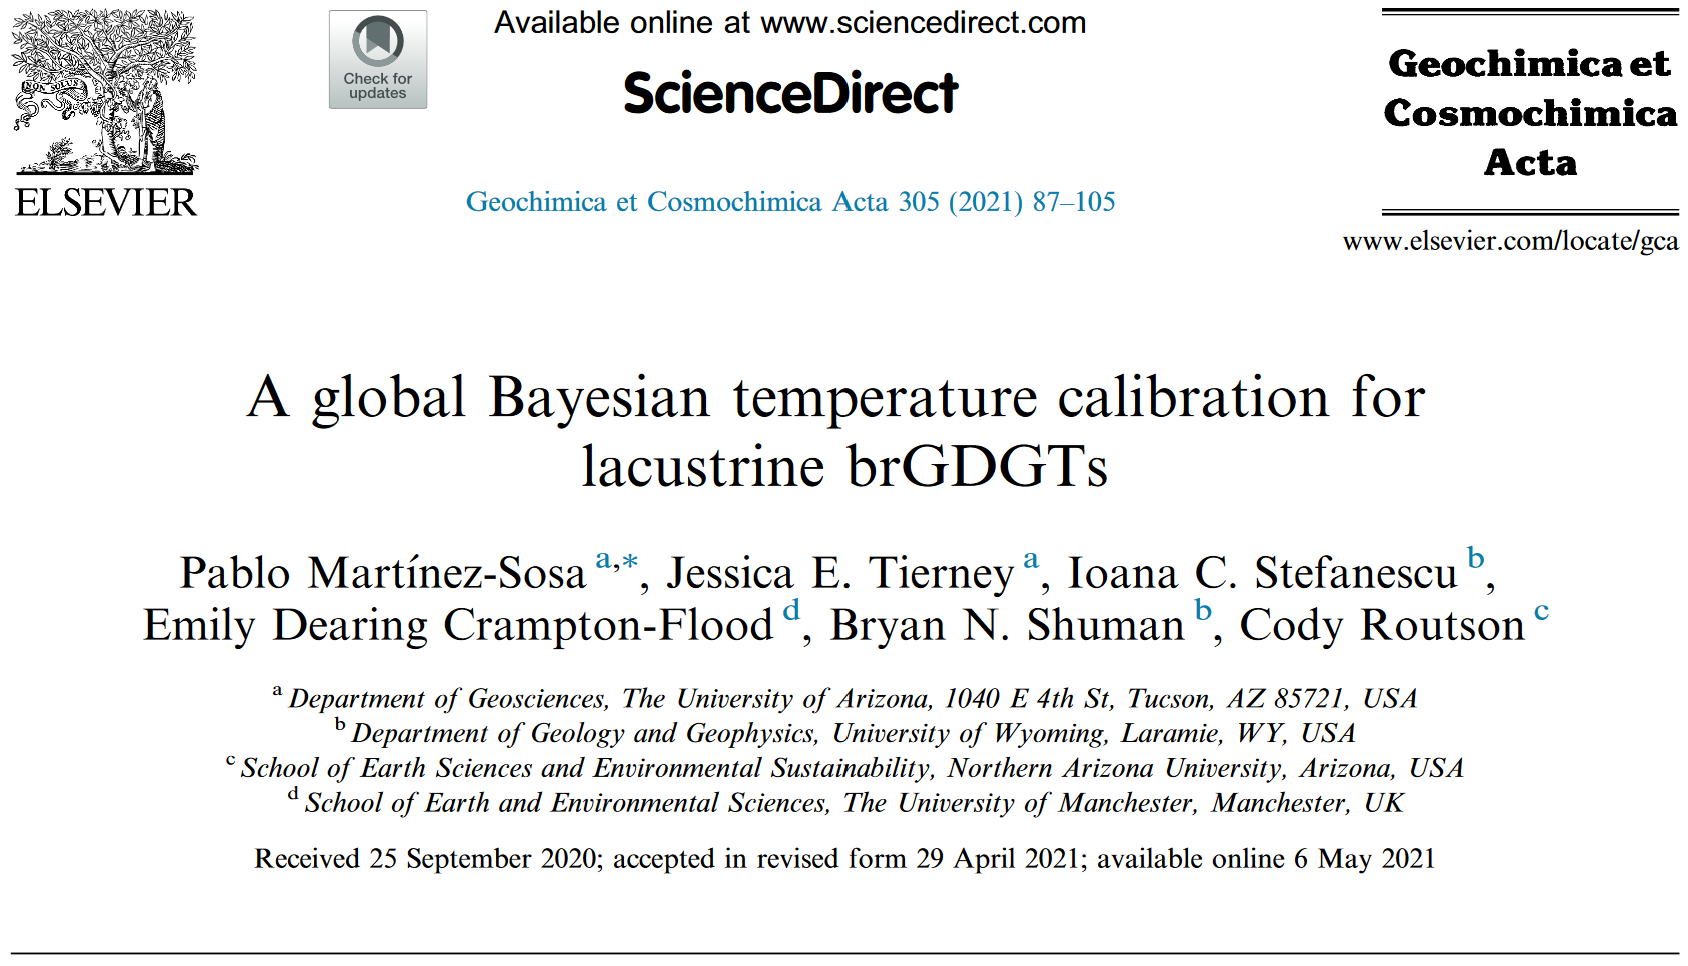 NON SOLUS
ELSEVIER
Check for
updates
Available online at www.sciencedirect.com
ScienceDirect
Geochimica et Cosmochimica Acta 305 (2021) 87–105
Geochimica et
Cosmochimica
Acta
www.elsevier.com/locate/gca
A global Bayesian temperature calibration for
lacustrine brGDGTs
Pablo Martínez-Sosa a,*, Jessica E. Tierney a, Ioana C. Stefanescu b,
Emily Dearing Crampton-Flood d, Bryan N. Shuman b, Cody Routson c
a Department of Geosciences, The University of Arizona, 1040 E 4th St, Tucson, AZ 85721, USA
b Department of Geology and Geophysics, University of Wyoming, Laramie, WY, USA
c School of Earth Sciences and Environmental Sustainability, Northern Arizona University, Arizona, USA
d School of Earth and Environmental Sciences, The University of Manchester, Manchester, UK
Received 25 September 2020; accepted in revised form 29 April 2021; available online 6 May 2021